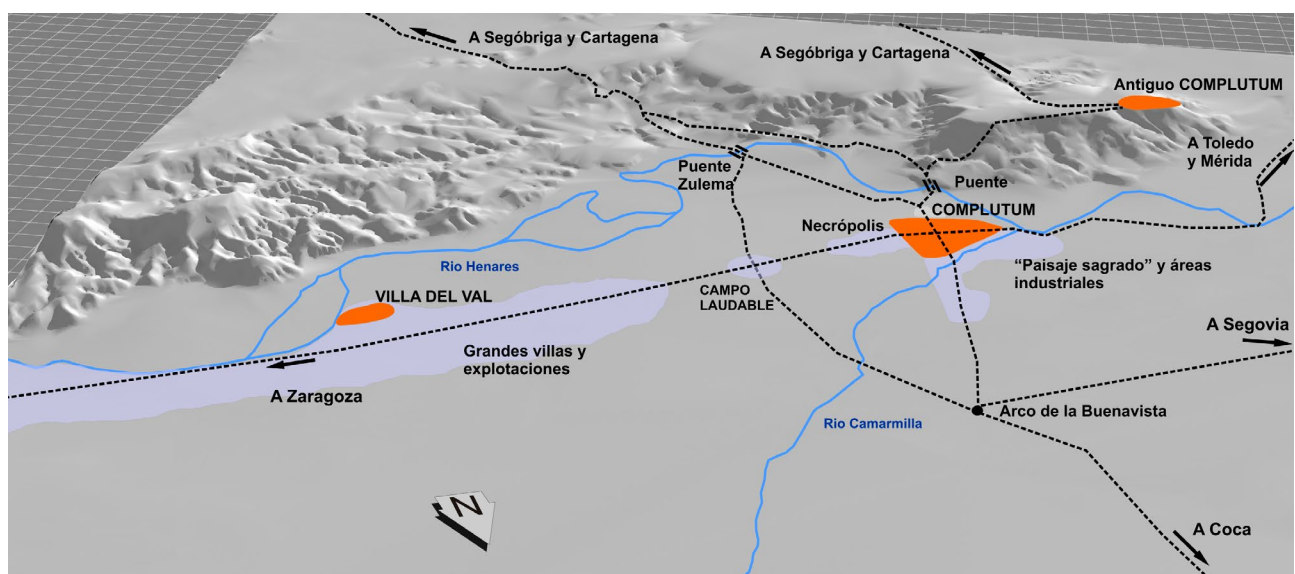 A Segóbriga y Cartagena
A Segóbriga y Cartagena
Antiguo COMPLUTUM
A Toledo
y Mérida
Puente
Zulema
Puente
COMPLUTUM
Necrópolis
Rio Henares
“Paisaje sagrado” y áreas
industriales
CAMPO
LAUDABLE
VILLA DEL VAL
A Segovia
Grandes villas y
explotaciones
A Zaragoza
Arco de la Buenavista
Rio Camarmilla
N
A Coca